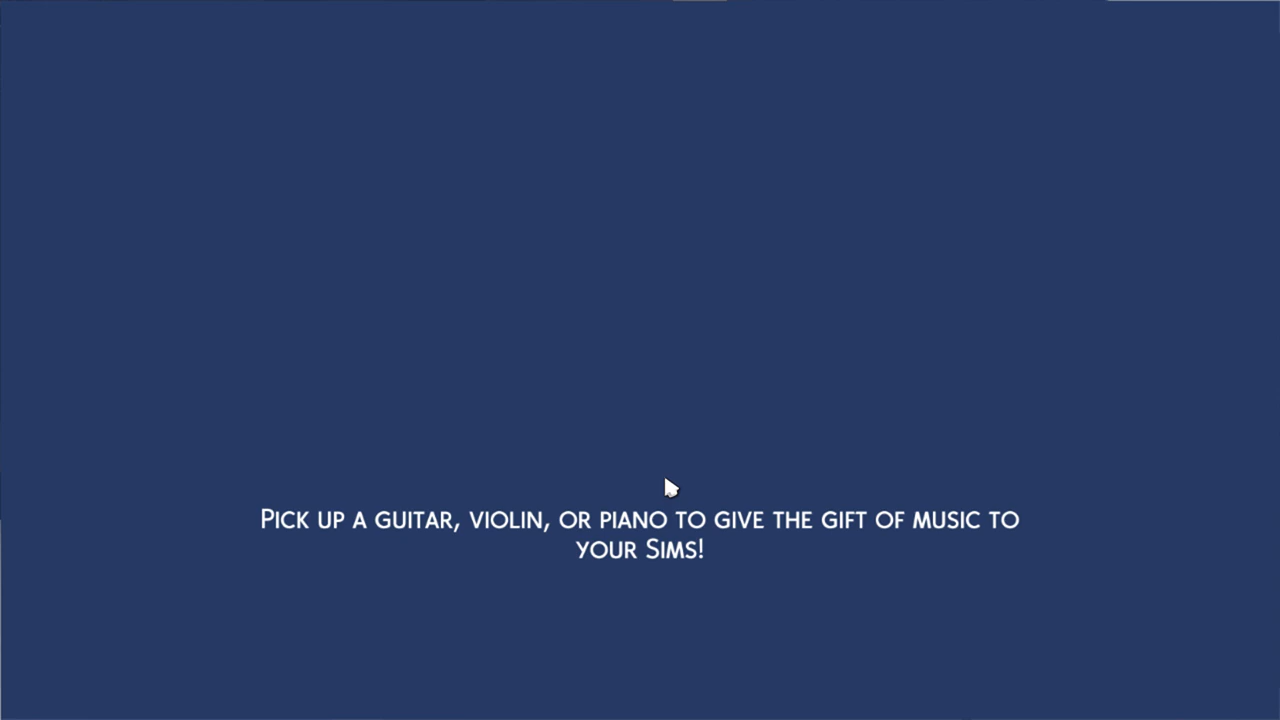 Pick up a guitar, violin, or piano to give the gift of music to
your Sims!